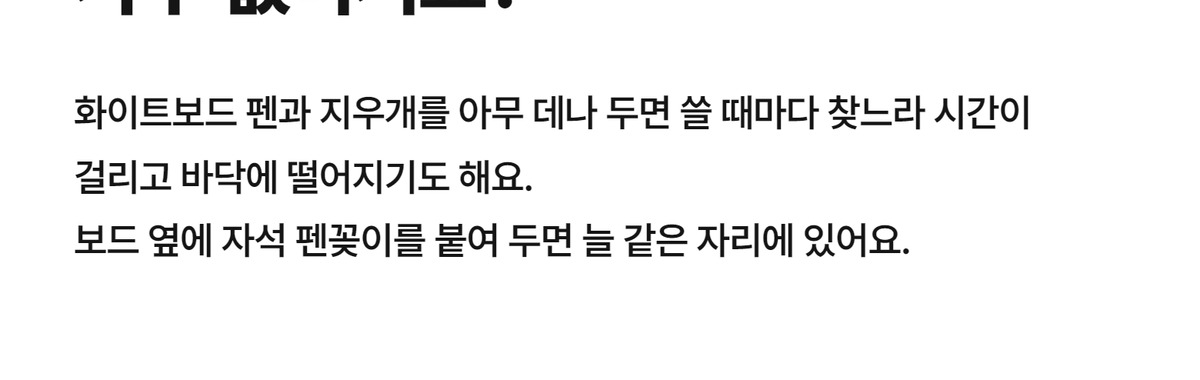 화이트보드 펜과 지우개를 아무 데나 두면 쓸 때마다 찾느라 시간이
걸리고 바닥에 떨어지기도 해요.
보드 옆에 자석 펜꽂이를 붙여 두면 늘 같은 자리에 있어요.